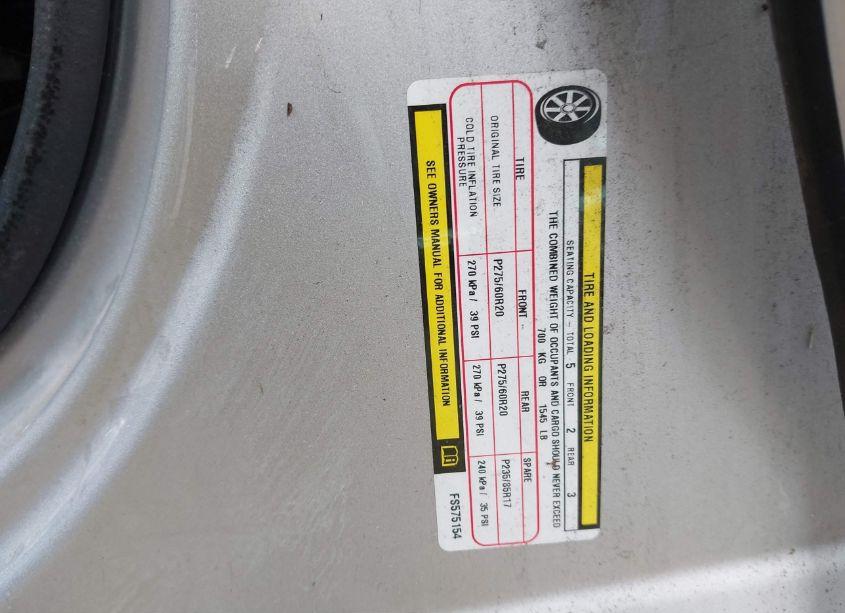 TIRE AND LOADING INFORMATION
SEATING CAPACITY - TOTAL 5 FRONT 2 REAR 3
THE COMBINED WEIGHT OF OCCUPANTS AND CARGO SHOULD NEVER EXCEED
700 KG OR 1545 LB
TIRE FRONT REAR SPARE
ORIGINAL TIRE SIZE P275/60R20 P275/60R20 P235/85R17
COLD TIRE INFLATION PRESSURE 270 kPa / 39 PSI 270 kPa / 39 PSI 240 kPa / 35 PSI
SEE OWNERS MANUAL FOR ADDITIONAL INFORMATION
FS575154